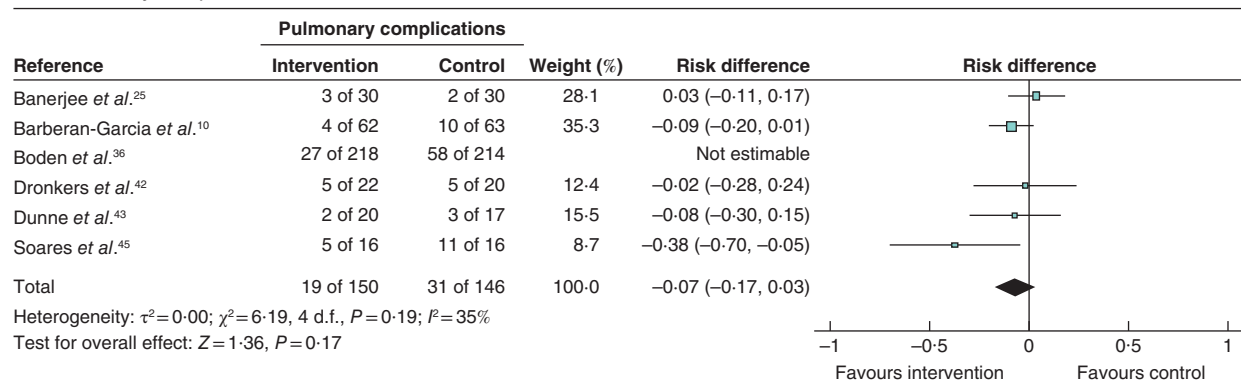 Pulmonary complications
Reference Intervention Control Weight (%) Risk difference Risk difference
Banerjee et al.²⁵ 3 of 30 2 of 30 28·1 0·03 (–0·11, 0·17)
Barberan-Garcia et al.¹⁰ 4 of 62 10 of 63 35·3 –0·09 (–0·20, 0·01)
Boden et al.³⁶ 27 of 218 58 of 214 Not estimable
Dronkers et al.⁴² 5 of 22 5 of 20 12·4 –0·02 (–0·28, 0·24)
Dunne et al.⁴³ 2 of 20 3 of 17 15·5 –0·08 (–0·30, 0·15)
Soares et al.⁴⁵ 5 of 16 11 of 16 8·7 –0·38 (–0·70, –0·05)
Total 19 of 150 31 of 146 100·0 –0·07 (–0·17, 0·03)
Heterogeneity: τ²=0·00; χ²=6·19, 4 d.f., P=0·19; I²=35%
Test for overall effect: Z=1·36, P=0·17
–1 –0·5 0 0·5 1
Favours intervention Favours control